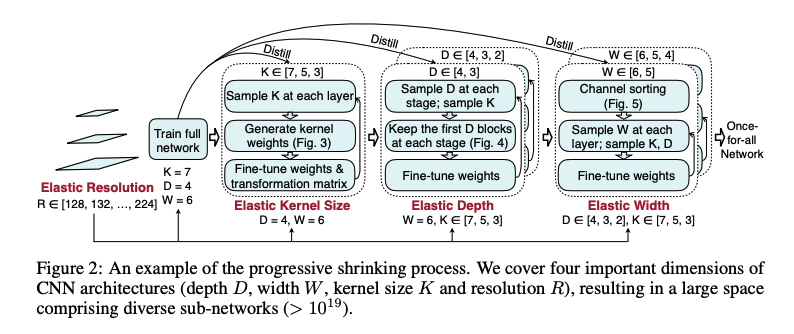 Distill
Distill
Distill
D ∈ [4, 3, 2]
W ∈ [6, 5, 4]
K ∈ [7, 5, 3]
D ∈ [4, 3]
W ∈ [6, 5]
Train full
network
K = 7
D = 4
W = 6
Elastic Resolution
R ∈ [128, 132, ..., 224]
Sample K at each layer
Generate kernel
weights (Fig. 3)
Fine-tune weights &
transformation matrix
Elastic Kernel Size
D = 4, W = 6
Sample D at each
stage; sample K
Keep the first D blocks
at each stage (Fig. 4)
Fine-tune weights
Elastic Depth
W = 6, K ∈ [7, 5, 3]
Channel sorting
(Fig. 5)
Sample W at each
layer; sample K, D
Fine-tune weights
Elastic Width
D ∈ [4, 3, 2], K ∈ [7, 5, 3]
Once-
for-all
Network
Figure 2: An example of the progressive shrinking process. We cover four important dimensions of
CNN architectures (depth D, width W, kernel size K and resolution R), resulting in a large space
comprising diverse sub-networks (> 10¹⁹).